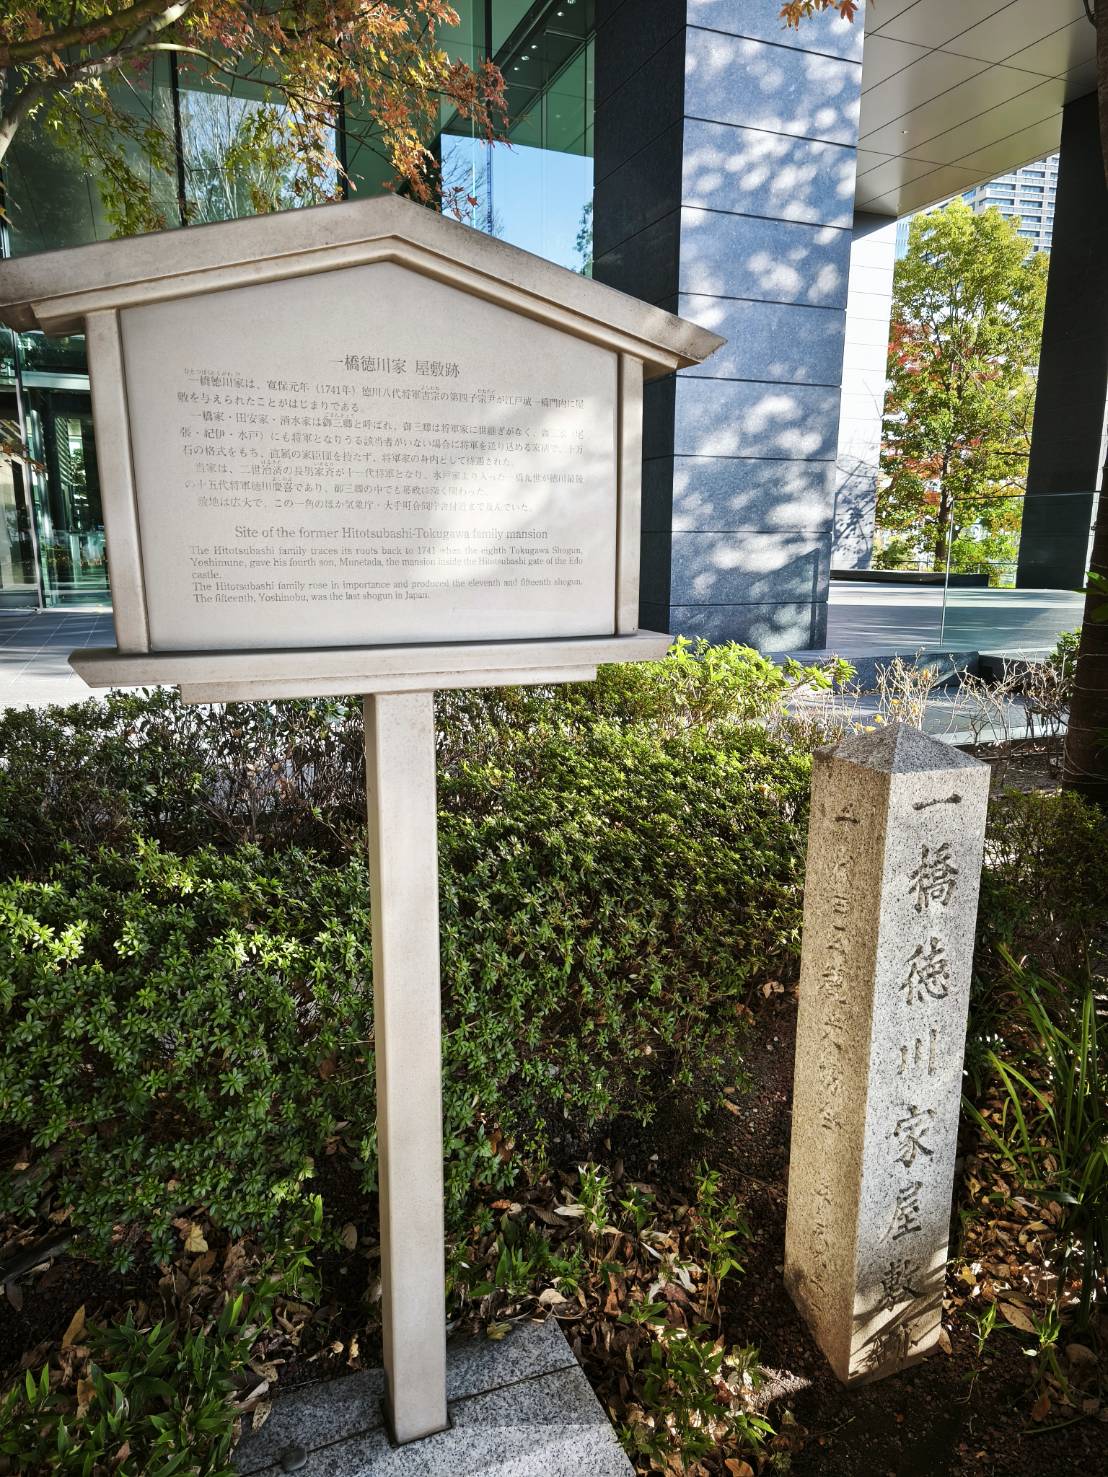 一橋徳川家 屋敷跡
一橋徳川家は、寛保元年（1741年）徳川八代将軍吉宗の第四子宗尹が江戸城一橋門内に屋
敷を与えられたことがはじまりである。
一橋家・田安家・清水家は御三卿と呼ばれ、御三卿は将軍家に世継ぎがなく、御三家（尾
張・紀伊・水戸）にも将軍となりうる該当者がいない場合に将軍を送り込める家柄で、十万
石の格式をもち、直属の家臣団を持たず、将軍家の身内として待遇された。
当家は、二世治済の長男家斉が十一代将軍となり、水戸家より入った一橋九世が徳川最後
の十五代将軍徳川慶喜であり、御三卿の中でも幕政に深く関わった。
敷地は広大で、この一角のほか気象庁・大手町合同庁舎付近まで及んでいた。
Site of the former Hitotsubashi-Tokugawa family mansion
The Hitotsubashi family traces its roots back to 1741 when the eighth Tokugawa Shogun,
Yoshimune, gave his fourth son, Munetada, the mansion inside the Hitotsubashi gate of the Edo
castle.
The Hitotsubashi family rose in importance and produced the eleventh and fifteenth shogun.
The fifteenth, Yoshinobu, was the last shogun in Japan.
一橋徳川家屋敷跡